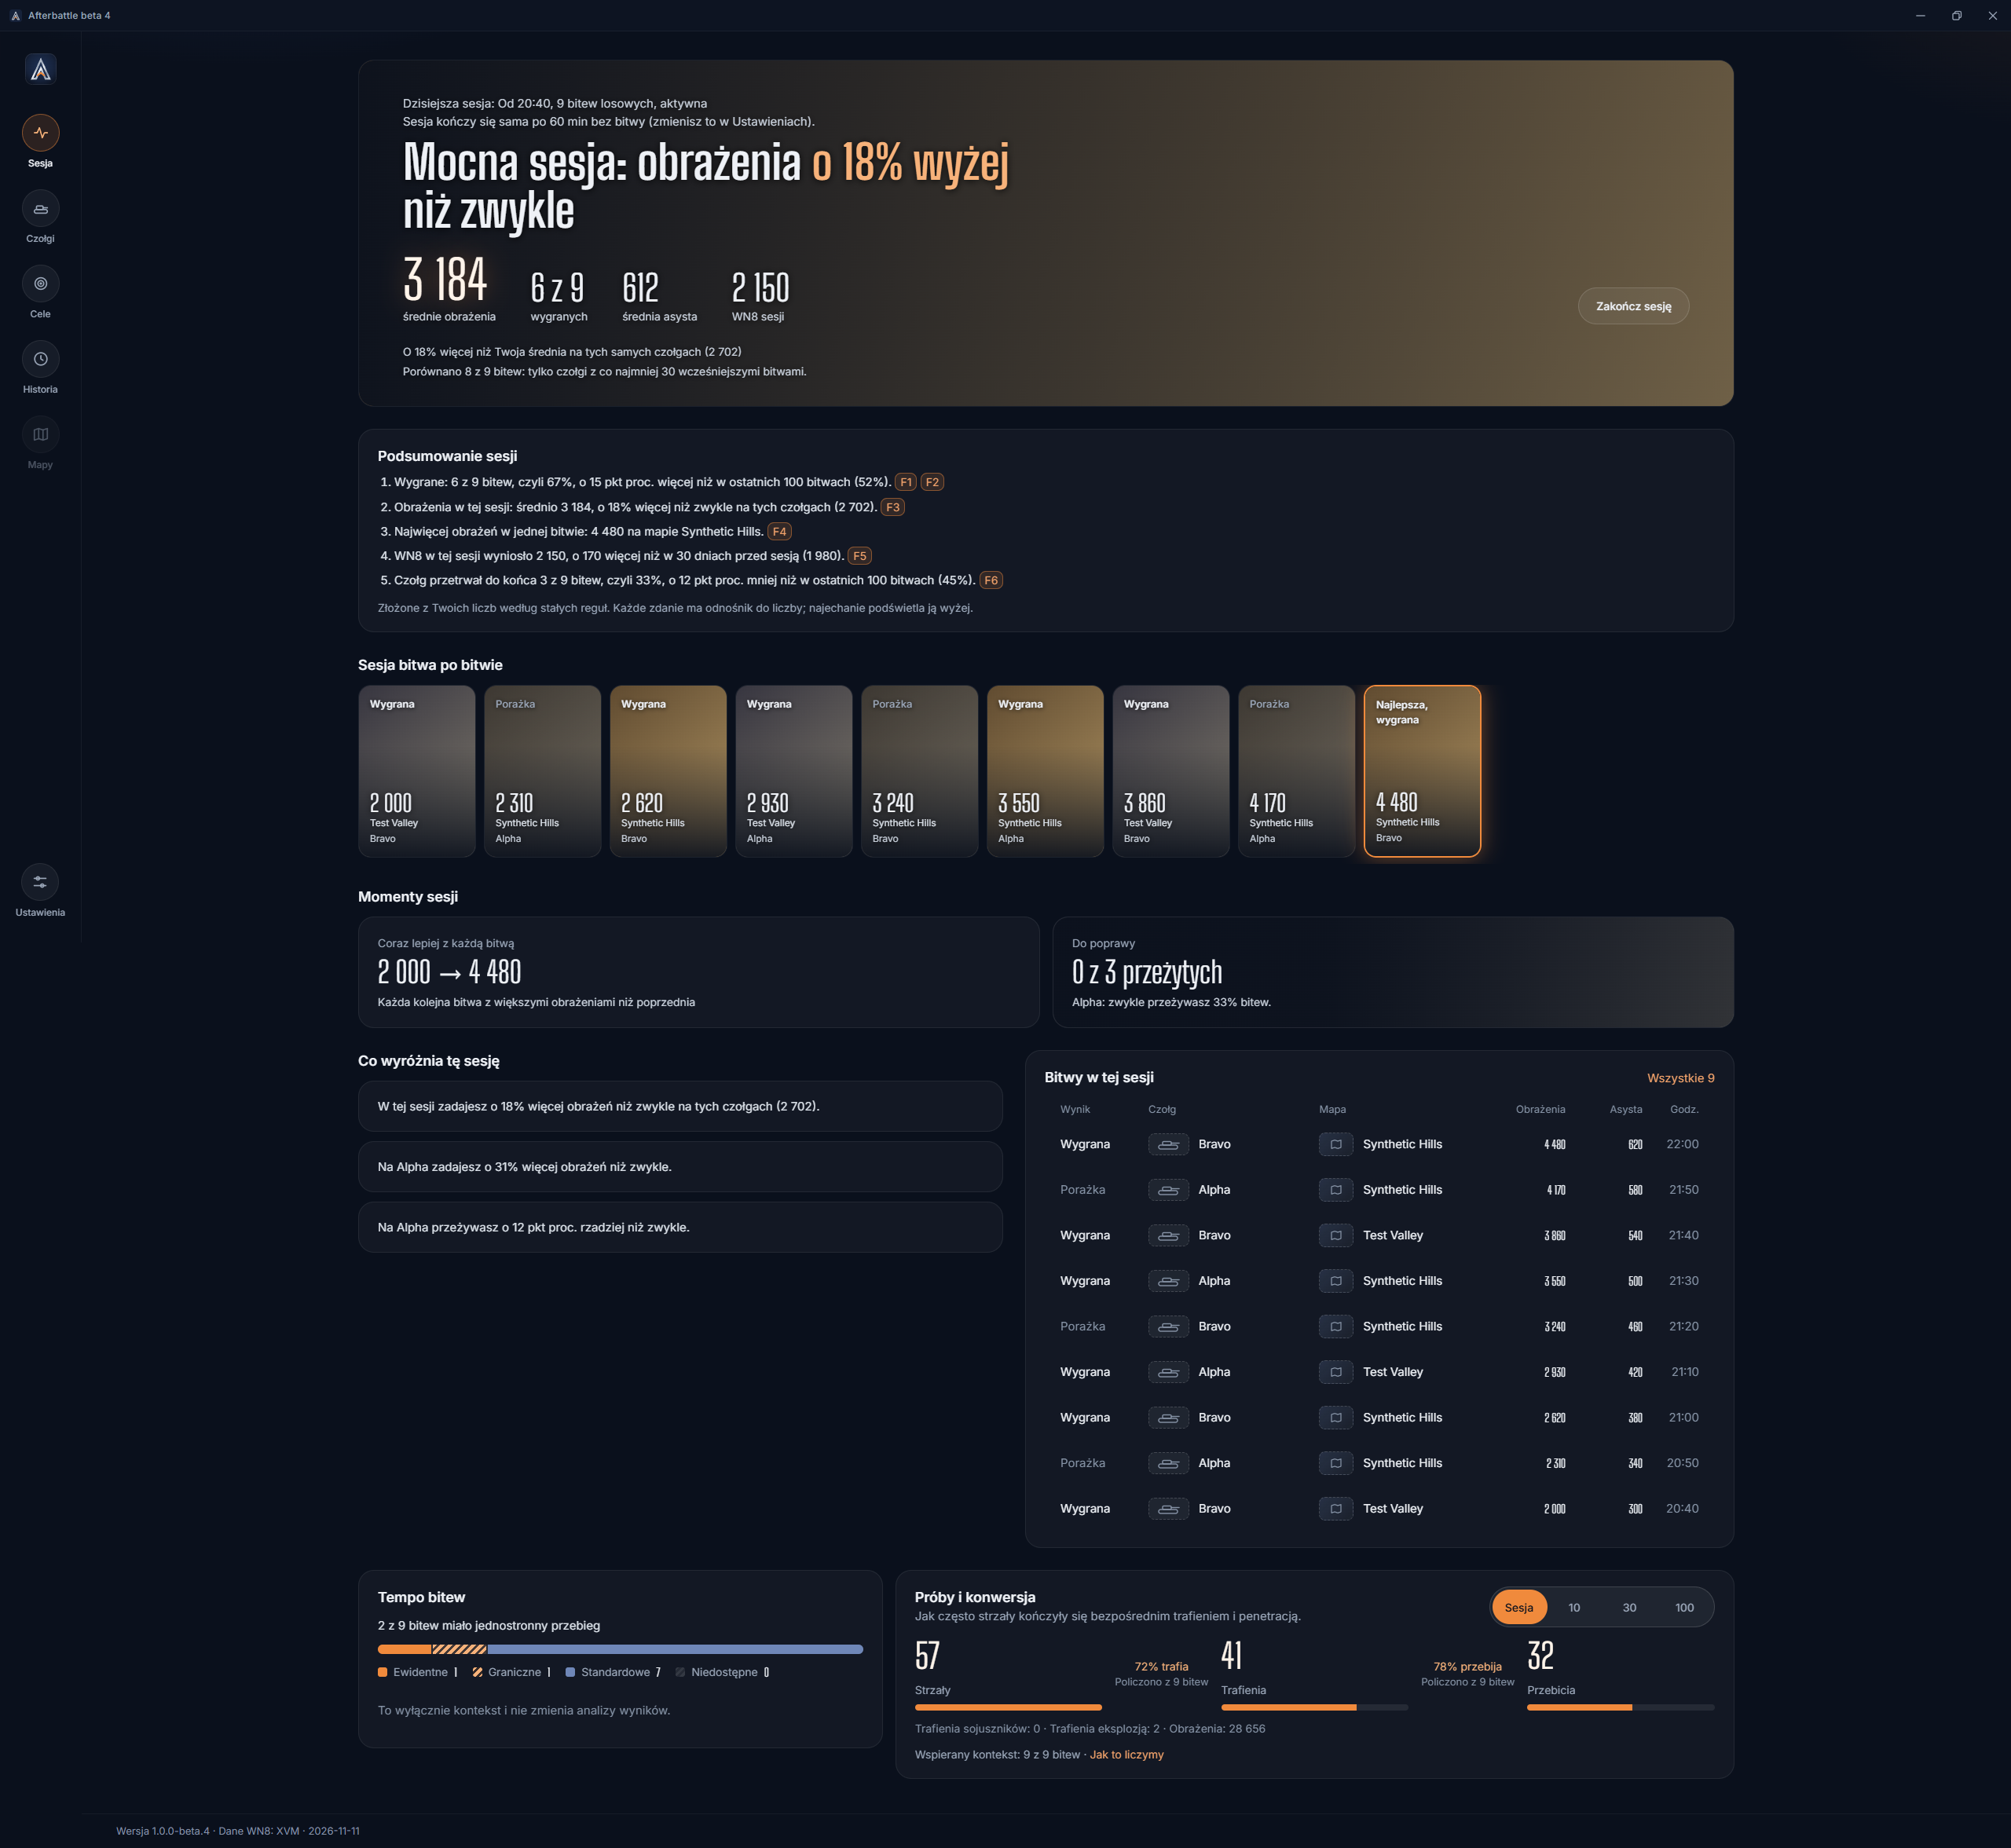 Afterbattle beta 4
Sesja
Czołgi
Cele
Historia
Mapy
Ustawienia
Dzisiejsza sesja: Od 20:40, 9 bitew losowych, aktywna
Sesja kończy się sama po 60 min bez bitwy (zmienisz to w Ustawieniach).
Mocna sesja: obrażenia o 18% wyżej
niż zwykle
3 184
średnie obrażenia
6 z 9
wygranych
612
średnia asysta
2 150
WN8 sesji
Zakończ sesję
O 18% więcej niż Twoja średnia na tych samych czołgach (2 702)
Porównano 8 z 9 bitew: tylko czołgi z co najmniej 30 wcześniejszymi bitwami.
Podsumowanie sesji
1. Wygrane: 6 z 9 bitew, czyli 67%, o 15 pkt proc. więcej niż w ostatnich 100 bitwach (52%). F1 F2
2. Obrażenia w tej sesji: średnio 3 184, o 18% więcej niż zwykle na tych czołgach (2 702). F3
3. Najwięcej obrażeń w jednej bitwie: 4 480 na mapie Synthetic Hills. F4
4. WN8 w tej sesji wyniosło 2 150, o 170 więcej niż w 30 dniach przed sesją (1 980). F5
5. Czołg przetrwał do końca 3 z 9 bitew, czyli 33%, o 12 pkt proc. mniej niż w ostatnich 100 bitwach (45%). F6
Złożone z Twoich liczb według stałych reguł. Każde zdanie ma odnośnik do liczby; najechanie podświetla ją wyżej.
Sesja bitwa po bitwie
Wygrana
2 000
Test Valley
Bravo
Porażka
2 310
Synthetic Hills
Alpha
Wygrana
2 620
Synthetic Hills
Bravo
Wygrana
2 930
Test Valley
Alpha
Porażka
3 240
Synthetic Hills
Bravo
Wygrana
3 550
Synthetic Hills
Alpha
Wygrana
3 860
Test Valley
Bravo
Porażka
4 170
Synthetic Hills
Alpha
Najlepsza,
wygrana
4 480
Synthetic Hills
Bravo
Momenty sesji
Coraz lepiej z każdą bitwą
2 000 → 4 480
Każda kolejna bitwa z większymi obrażeniami niż poprzednia
Do poprawy
0 z 3 przeżytych
Alpha: zwykle przeżywasz 33% bitew.
Co wyróżnia tę sesję
W tej sesji zadajesz o 18% więcej obrażeń niż zwykle na tych czołgach (2 702).
Na Alpha zadajesz o 31% więcej obrażeń niż zwykle.
Na Alpha przeżywasz o 12 pkt proc. rzadziej niż zwykle.
Bitwy w tej sesji Wszystkie 9
Wynik Czołg Mapa Obrażenia Asysta Godz.
Wygrana Bravo Synthetic Hills 4 480 620 22:00
Porażka Alpha Synthetic Hills 4 170 580 21:50
Wygrana Bravo Test Valley 3 860 540 21:40
Wygrana Alpha Synthetic Hills 3 550 500 21:30
Porażka Bravo Synthetic Hills 3 240 460 21:20
Wygrana Alpha Test Valley 2 930 420 21:10
Wygrana Bravo Synthetic Hills 2 620 380 21:00
Porażka Alpha Synthetic Hills 2 310 340 20:50
Wygrana Bravo Test Valley 2 000 300 20:40
Tempo bitew
2 z 9 bitew miało jednostronny przebieg
Ewidentne 1 Graniczne 1 Standardowe 7 Niedostępne 0
To wyłącznie kontekst i nie zmienia analizy wyników.
Próby i konwersja
Jak często strzały kończyły się bezpośrednim trafieniem i penetracją.
Sesja 10 30 100
57
Strzały
72% trafia
Policzono z 9 bitew
41
Trafienia
78% przebija
Policzono z 9 bitew
32
Przebicia
Trafienia sojuszników: 0 · Trafienia eksplozją: 2 · Obrażenia: 28 656
Wspierany kontekst: 9 z 9 bitew · Jak to liczymy
Wersja 1.0.0-beta.4 · Dane WN8: XVM · 2026-11-11